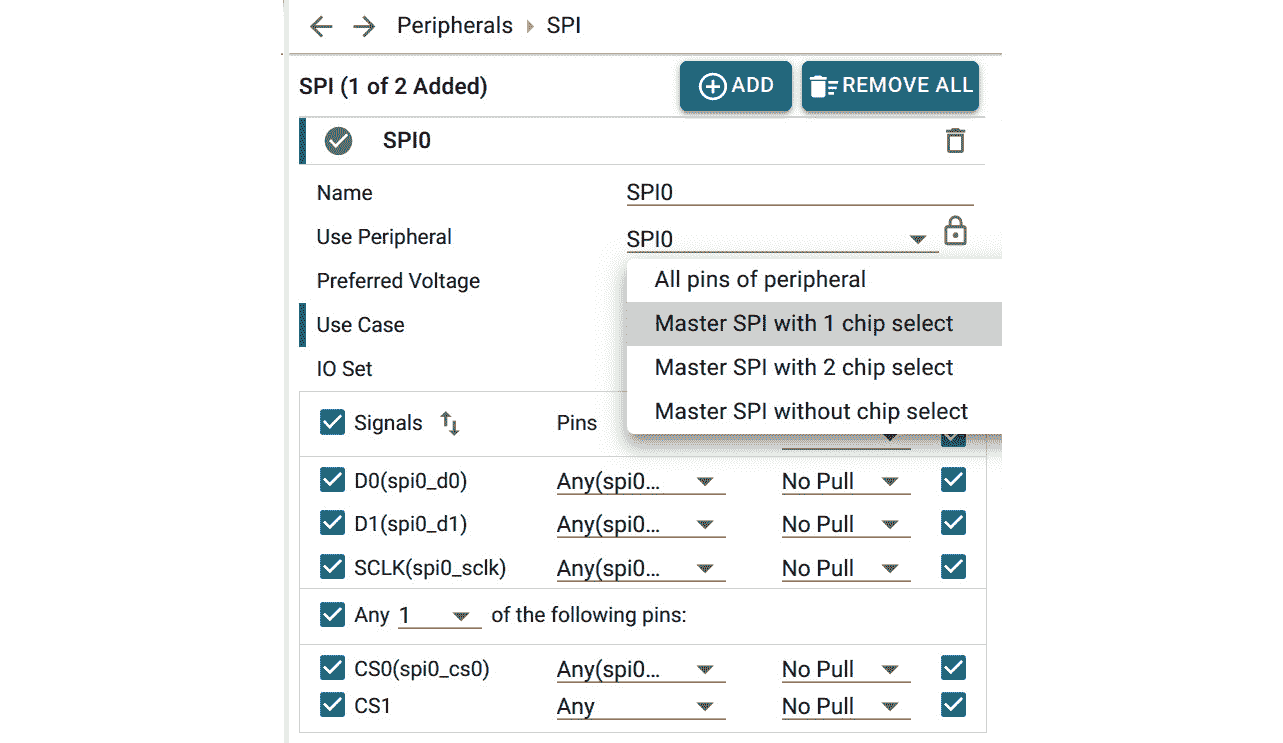 Peripherals SPI
SPI (1 of 2 Added) ADD REMOVE ALL
SPI0
Name SPI0
Use Peripheral SPI0
Preferred Voltage All pins of peripheral
Use Case Master SPI with 1 chip select
IO Set Master SPI with 2 chip select
Master SPI without chip select
Signals Pins
D0(spi0_d0) Any(spi0... No Pull
D1(spi0_d1) Any(spi0... No Pull
SCLK(spi0_sclk) Any(spi0... No Pull
Any 1 of the following pins:
CS0(spi0_cs0) Any(spi0... No Pull
CS1 Any No Pull